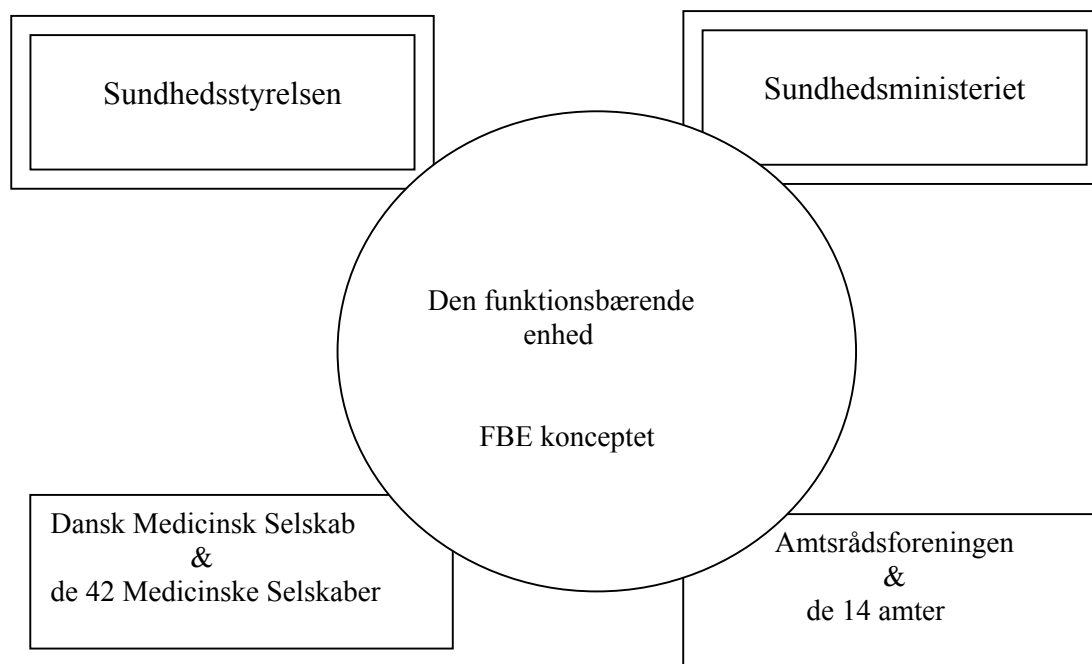 Sundhedsstyrelsen
Sundhedsministeriet
Den funktionsbærende
enhed
FBE konceptet
Dansk Medicinsk Selskab
&
de 42 Medicinske Selskaber
Amtsrådsforeningen
&
de 14 amter